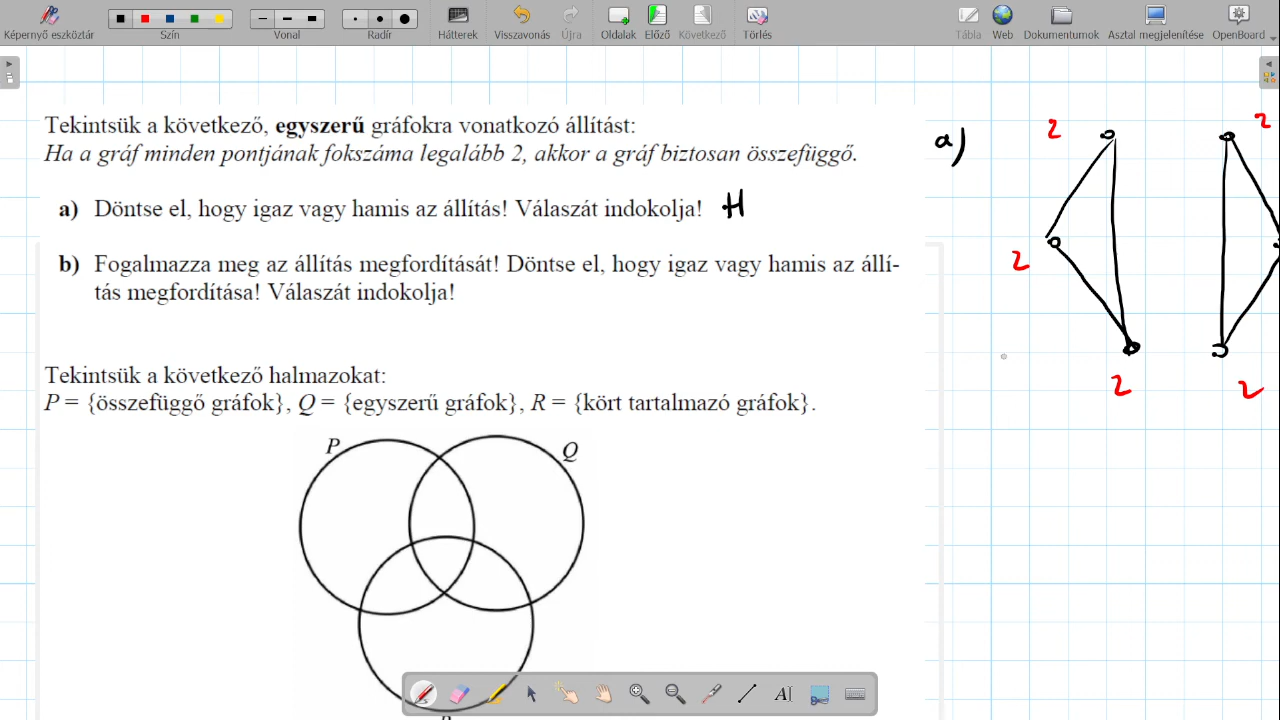 Képernyő eszköztár
Szín
Vonal
Radír
Hátterek
Visszavonás
Újra
Oldalak
Előző
Következő
Törlés
Tábla
Web
Dokumentumok
Asztal megjelenítése
OpenBoard
Tekintsük a következő, egyszerű gráfokra vonatkozó állítást:
Ha a gráf minden pontjának fokszáma legalább 2, akkor a gráf biztosan összefüggő.
a) Döntse el, hogy igaz vagy hamis az állítás! Válaszát indokolja! H
b) Fogalmazza meg az állítás megfordítását! Döntse el, hogy igaz vagy hamis az állí-
tás megfordítása! Válaszát indokolja!
Tekintsük a következő halmazokat:
P = {összefüggő gráfok}, Q = {egyszerű gráfok}, R = {kört tartalmazó gráfok}.
P
Q
a)
2
2
2
2
2